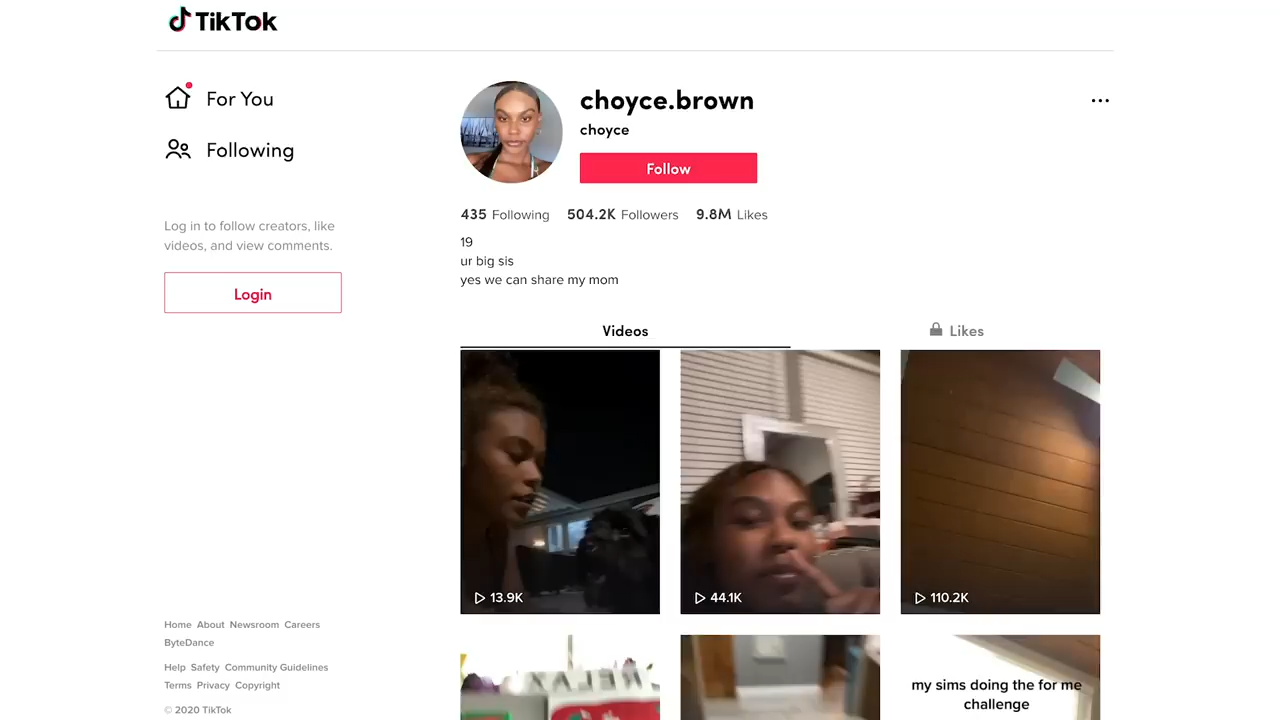 TikTok
For You
Following
Log in to follow creators, like
videos, and view comments.
Login
Home About Newsroom Careers
ByteDance
Help Safety Community Guidelines
Terms Privacy Copyright
© 2020 TikTok
choyce.brown
choyce
Follow
435 Following 504.2K Followers 9.8M Likes
19
ur big sis
yes we can share my mom
Videos
Likes
13.9K
44.1K
110.2K
my sims doing the for me
challenge